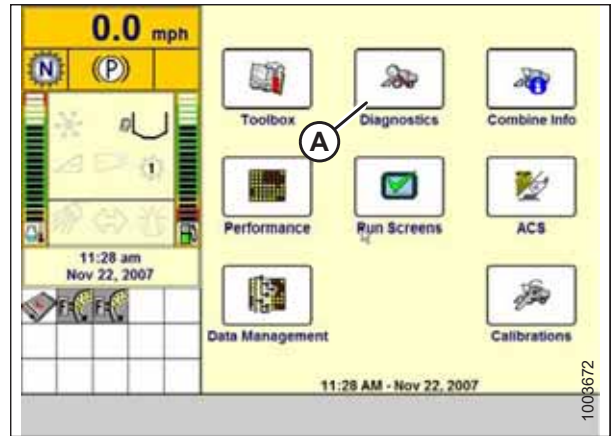 0.0 mph
N (P)
1
11:28 am
Nov 22, 2007
F F
Toolbox Diagnostics Combine Info
A
Performance Run Screens ACS
Data Management Calibrations
11:28 AM - Nov 22, 2007
1003672